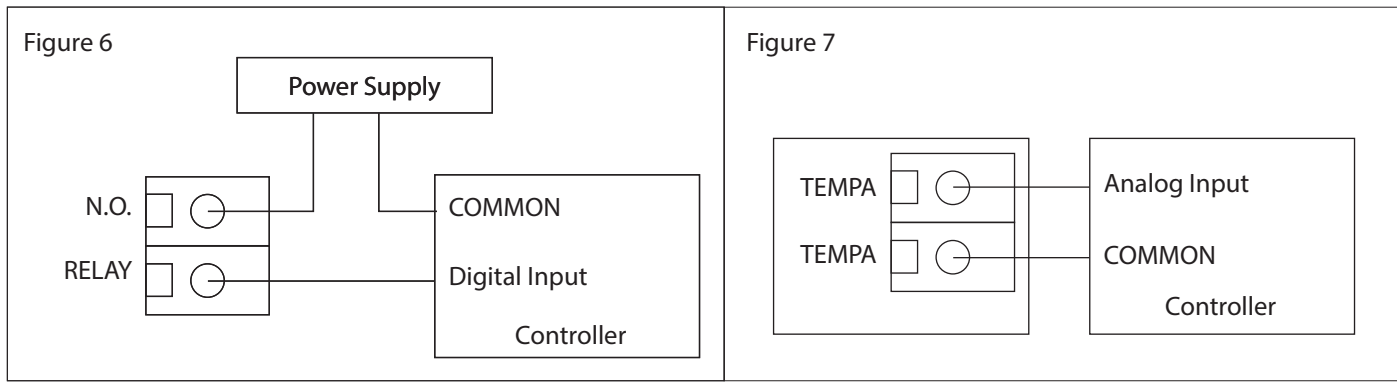 Figure 6
Power Supply
N.O.
COMMON
RELAY
Digital Input
Controller
Figure 7
TEMPA
Analog Input
TEMPA
COMMON
Controller